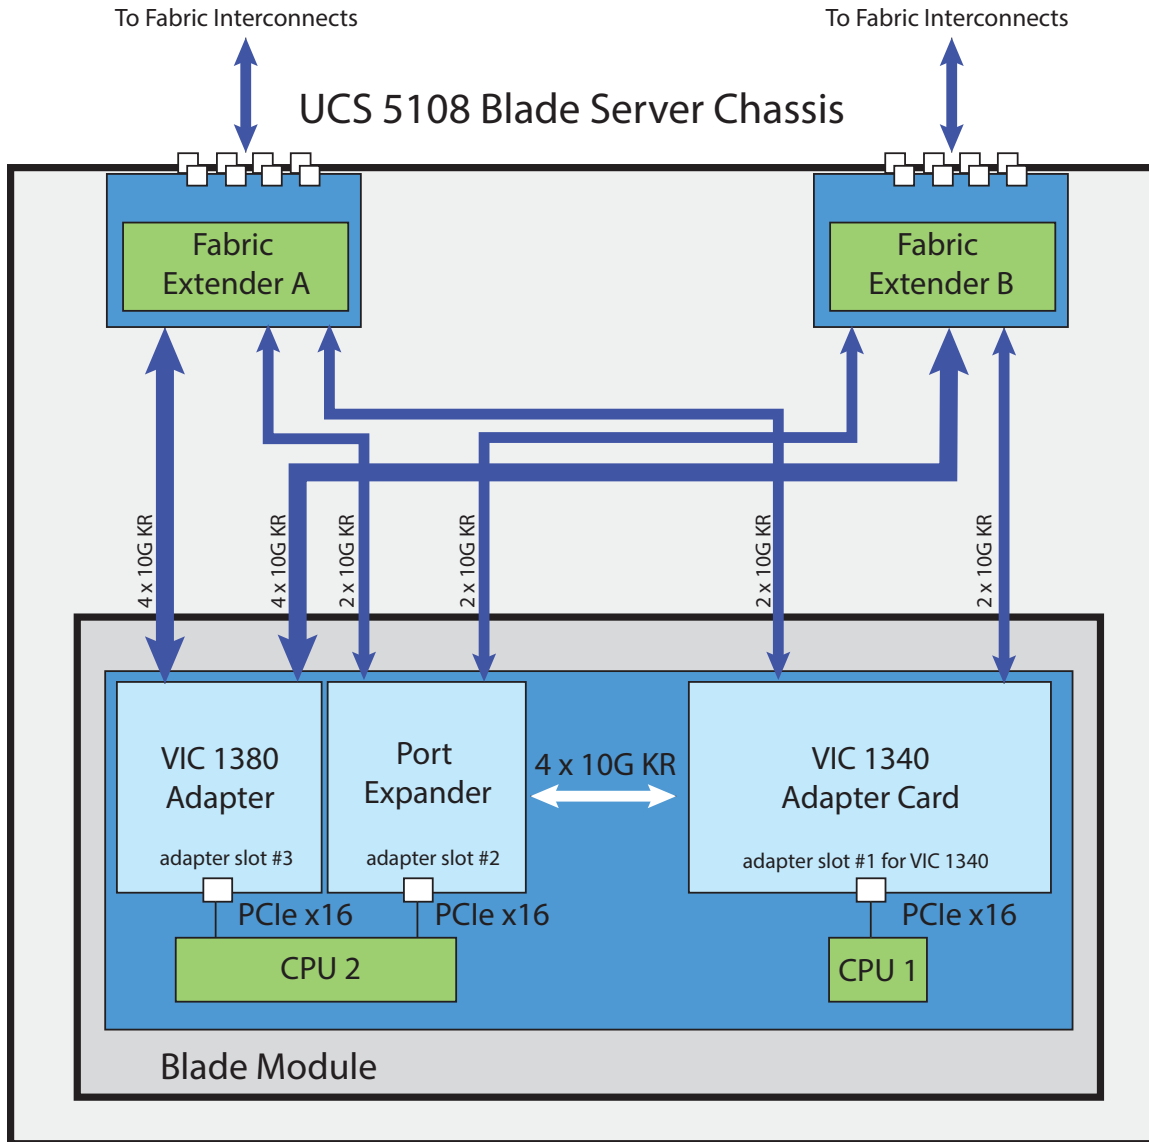 To Fabric Interconnects
To Fabric Interconnects
UCS 5108 Blade Server Chassis
Fabric
Extender A
Fabric
Extender B
4 x 10G KR
4 x 10G KR
2 x 10G KR
2 x 10G KR
2 x 10G KR
2 x 10G KR
VIC 1380
Adapter
adapter slot #3
Port
Expander
adapter slot #2
4 x 10G KR
VIC 1340
Adapter Card
adapter slot #1 for VIC 1340
PCIe x16
PCIe x16
PCIe x16
CPU 2
CPU 1
Blade Module